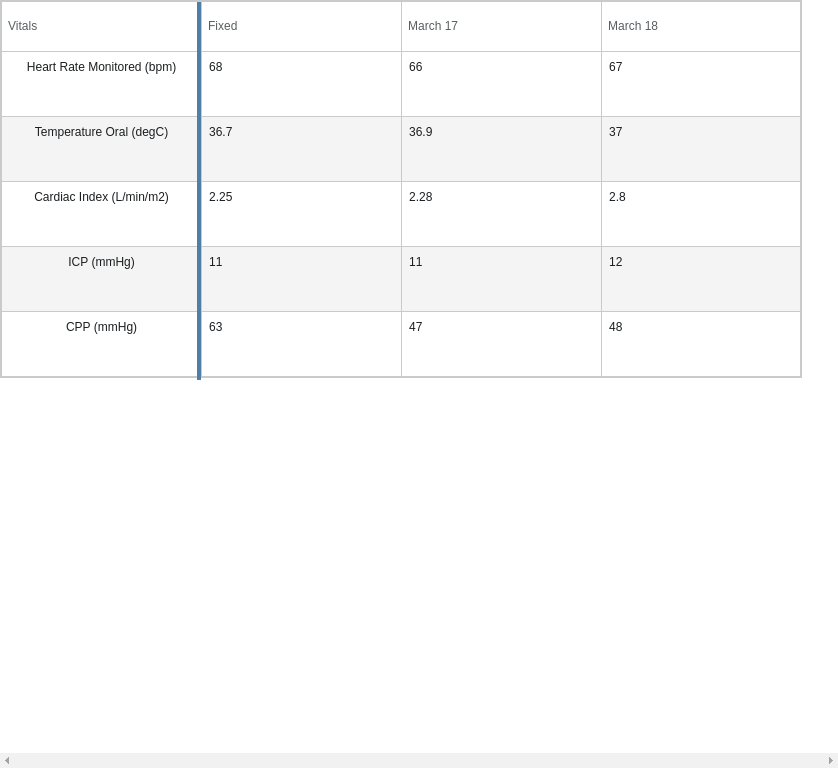 Vitals Fixed March 17 March 18
Heart Rate Monitored (bpm) 68 66 67
Temperature Oral (degC) 36.7 36.9 37
Cardiac Index (L/min/m2) 2.25 2.28 2.8
ICP (mmHg) 11 11 12
CPP (mmHg) 63 47 48